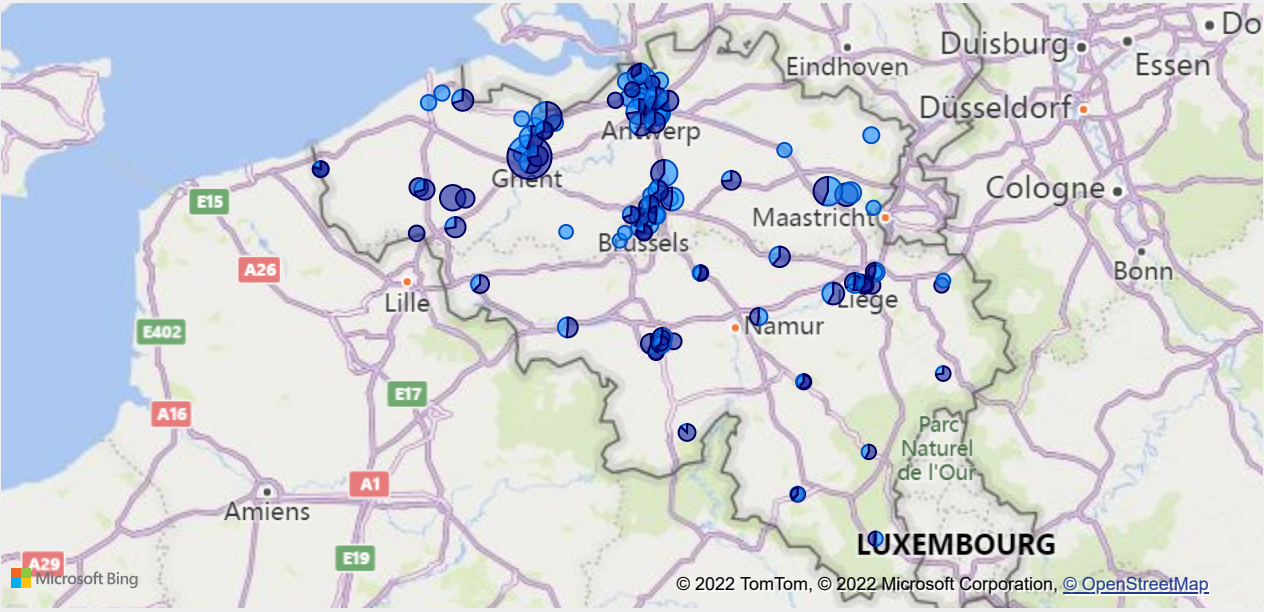 Do
Duisburg
Essen
Eindhoven
Düsseldorf
Antwerp
Ghent
Cologne
E15
Maastricht
Brussels
A26
Bonn
Lille
Liège
E402
Namur
E17
A16
Parc
Naturel
de l'Our
A1
Amiens
LUXEMBOURG
E19
A29
Microsoft Bing
© 2022 TomTom, © 2022 Microsoft Corporation, © OpenStreetMap